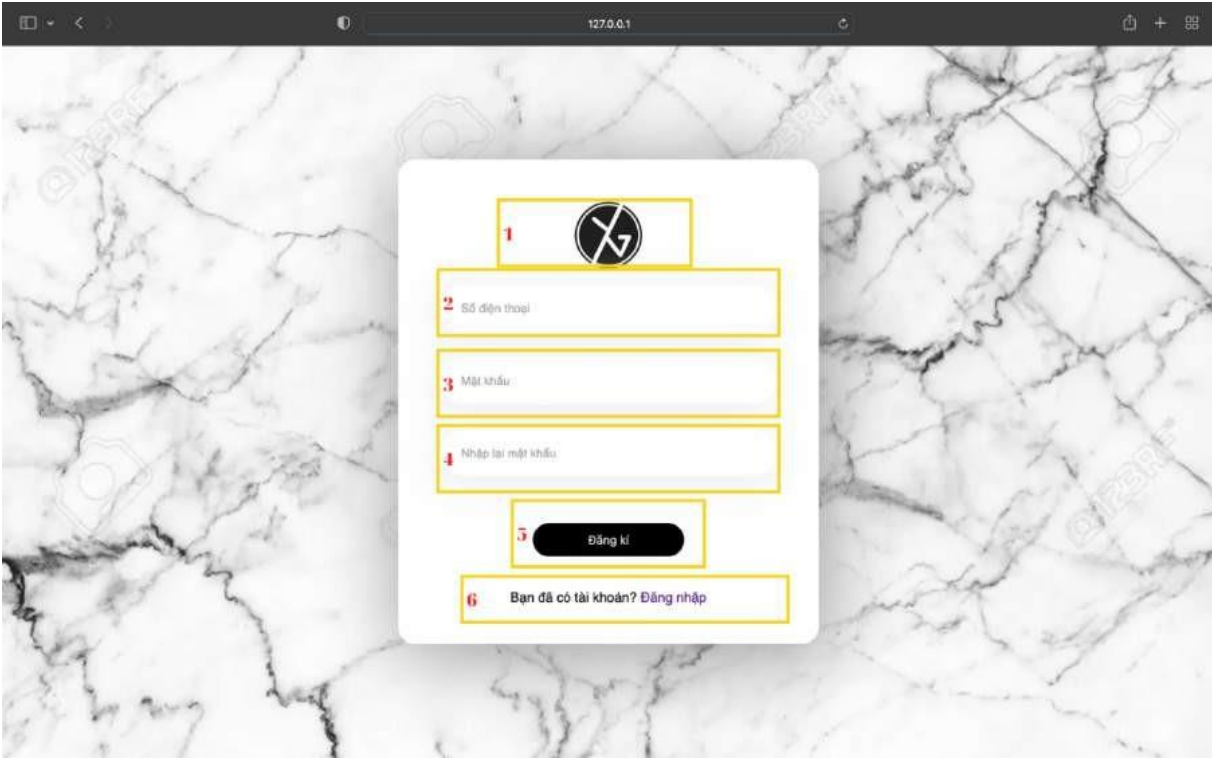 127.0.0.1
1
2 Số điện thoại
3 Mật khẩu
4 Nhập lại mật khẩu
5 Đăng kí
6 Bạn đã có tài khoản? Đăng nhập